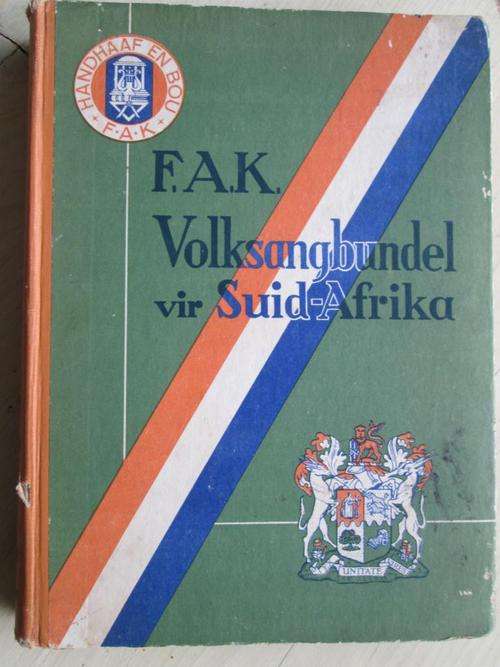 HANDHAAF EN BOU
F·A·K
F.A.K.
Volksangbundel
vir Suid-Afrika
UNITATE